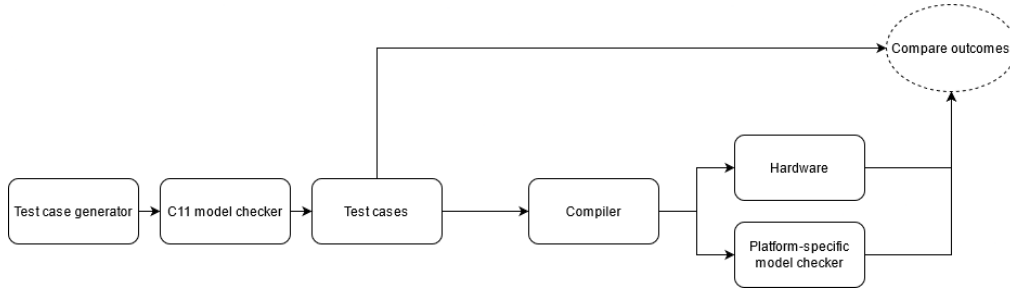 Compare outcomes
Hardware
Test case generator
C11 model checker
Test cases
Compiler
Platform-specific
model checker